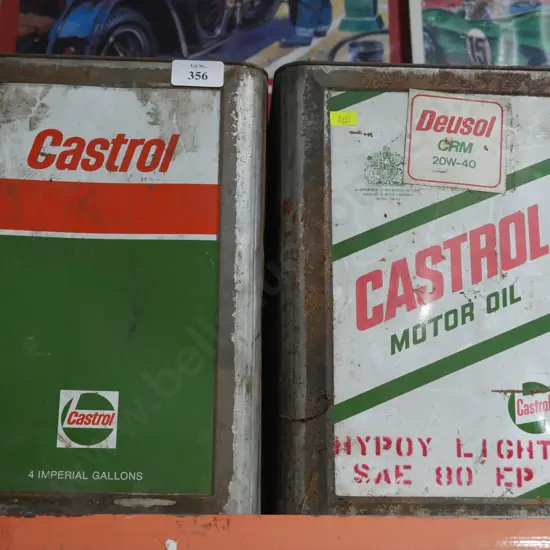 Lot No.
356
Castrol
Castrol
4 IMPERIAL GALLONS
15
Deusol
CRM
20W-40
CASTROL
MOTOR OIL
Castrol
HYPOY LIGHT
SAE 80 EP